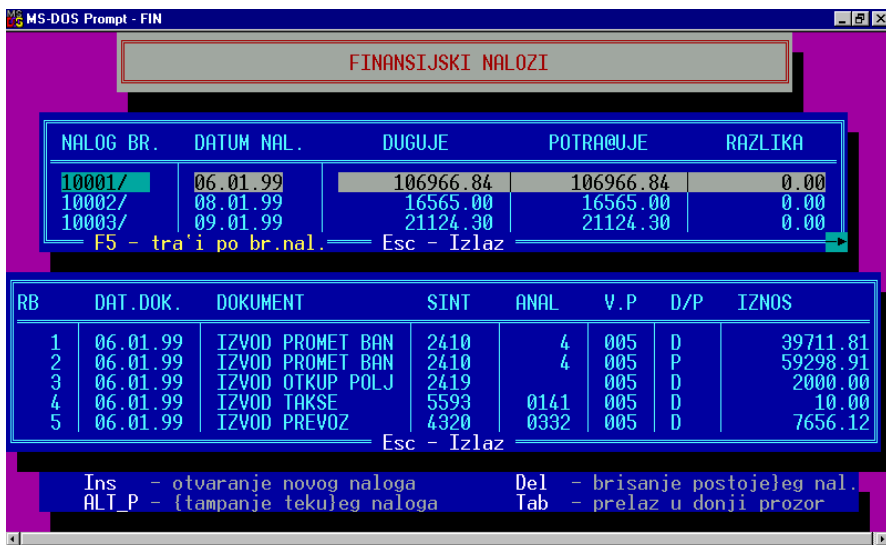 MS-DOS Prompt - FIN
FINANSIJSKI NALOZI
NALOG BR. DATUM NAL. DUGUJE POTRA@UJE RAZLIKA
10001/ 06.01.99 106966.84 106966.84 0.00
10002/ 08.01.99 16565.00 16565.00 0.00
10003/ 09.01.99 21124.30 21124.30 0.00
F5 - tra`i po br.nal. Esc - Izlaz
RB DAT.DOK. DOKUMENT SINT ANAL V.P D/P IZNOS
1 06.01.99 IZVOD PROMET BAN 2410 4 005 D 39711.81
2 06.01.99 IZVOD PROMET BAN 2410 4 005 P 59298.91
3 06.01.99 IZVOD OTKUP POLJ 2419 005 D 2000.00
4 06.01.99 IZVOD TAKSE 5593 0141 005 D 10.00
5 06.01.99 IZVOD PREVOZ 4320 0332 005 D 7656.12
Esc - Izlaz
Ins - otvaranje novog naloga Del - brisanje postoje}eg nal.
ALT_P - {tampanje teku}eg naloga Tab - prelaz u donji prozor